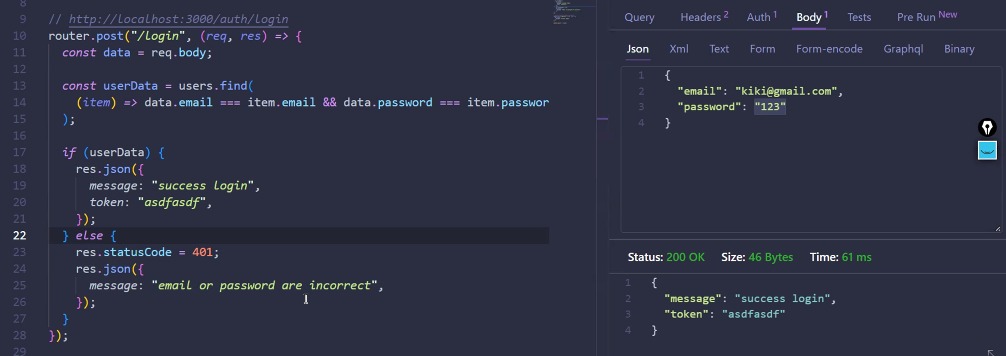 8
9 // http://localhost:3000/auth/login
10 router.post("/login", (req, res) => {
11 const data = req.body;
12
13 const userData = users.find(
14 (item) => data.email === item.email && data.password === item.passwor
15 );
16
17 if (userData) {
18 res.json({
19 message: "success login",
20 token: "asdfasdf",
21 });
22 } else {
23 res.statusCode = 401;
24 res.json({
25 message: "email or password are incorrect",
26 });
27 }
28 });
29
Query Headers 2 Auth 1 Body 1 Tests Pre Run New
Json Xml Text Form Form-encode Graphql Binary
1 {
2 "email": "kiki@gmail.com",
3 "password": "123"
4 }
Status: 200 OK Size: 46 Bytes Time: 61 ms
1 {
2 "message": "success login",
3 "token": "asdfasdf"
4 }